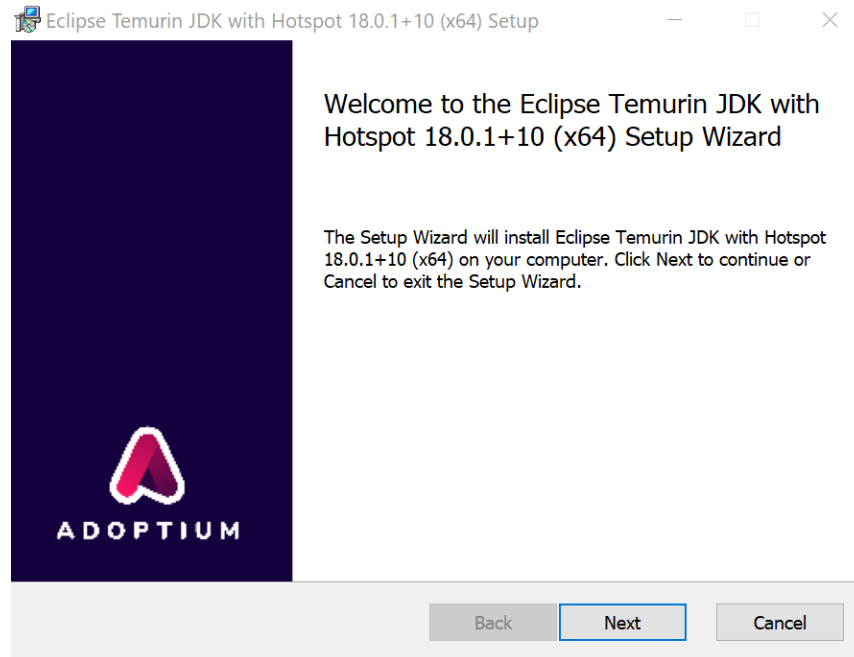 Eclipse Temurin JDK with Hotspot 18.0.1+10 (x64) Setup
Welcome to the Eclipse Temurin JDK with
Hotspot 18.0.1+10 (x64) Setup Wizard
The Setup Wizard will install Eclipse Temurin JDK with Hotspot
18.0.1+10 (x64) on your computer. Click Next to continue or
Cancel to exit the Setup Wizard.
ADOPTIUM
Back
Next
Cancel